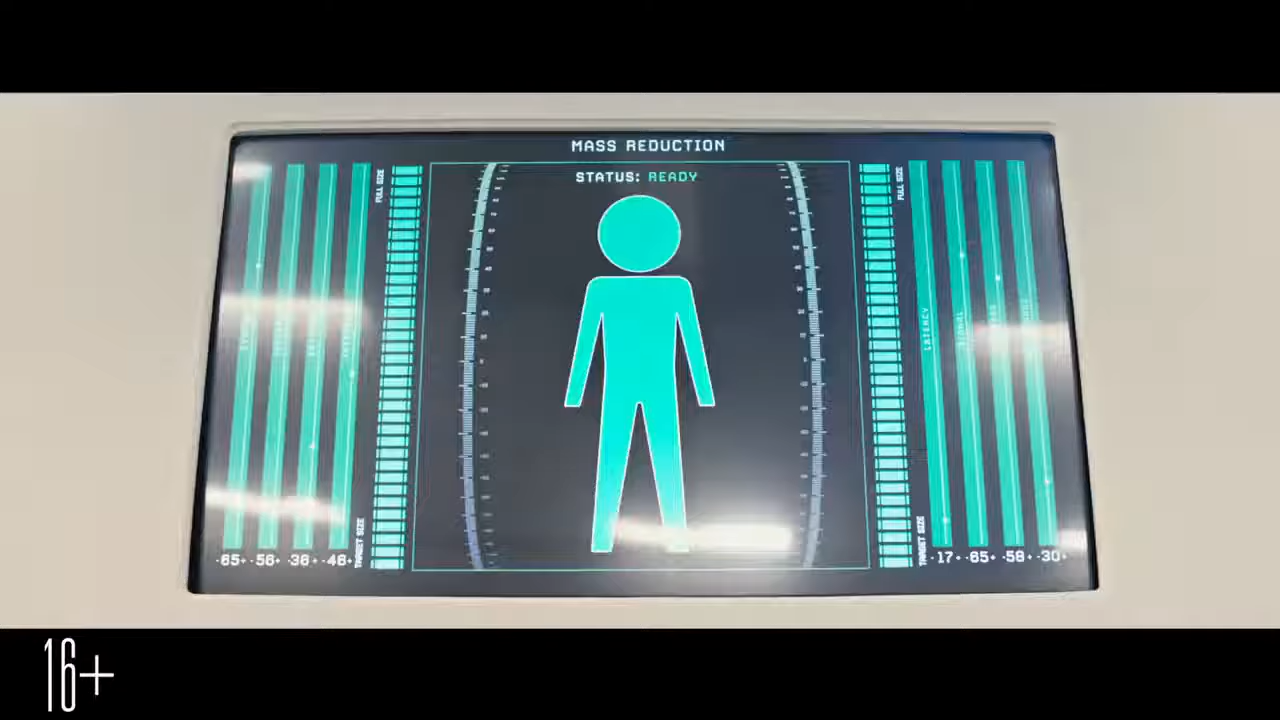 MASS REDUCTION
STATUS: READY
FULL SIZE
FULL SIZE
LATENCY
SIGNAL
TARGET SIZE
TARGET SIZE
-65+ -56+ -36+ -46+
-17+ -65+ -58+ -30+
16+